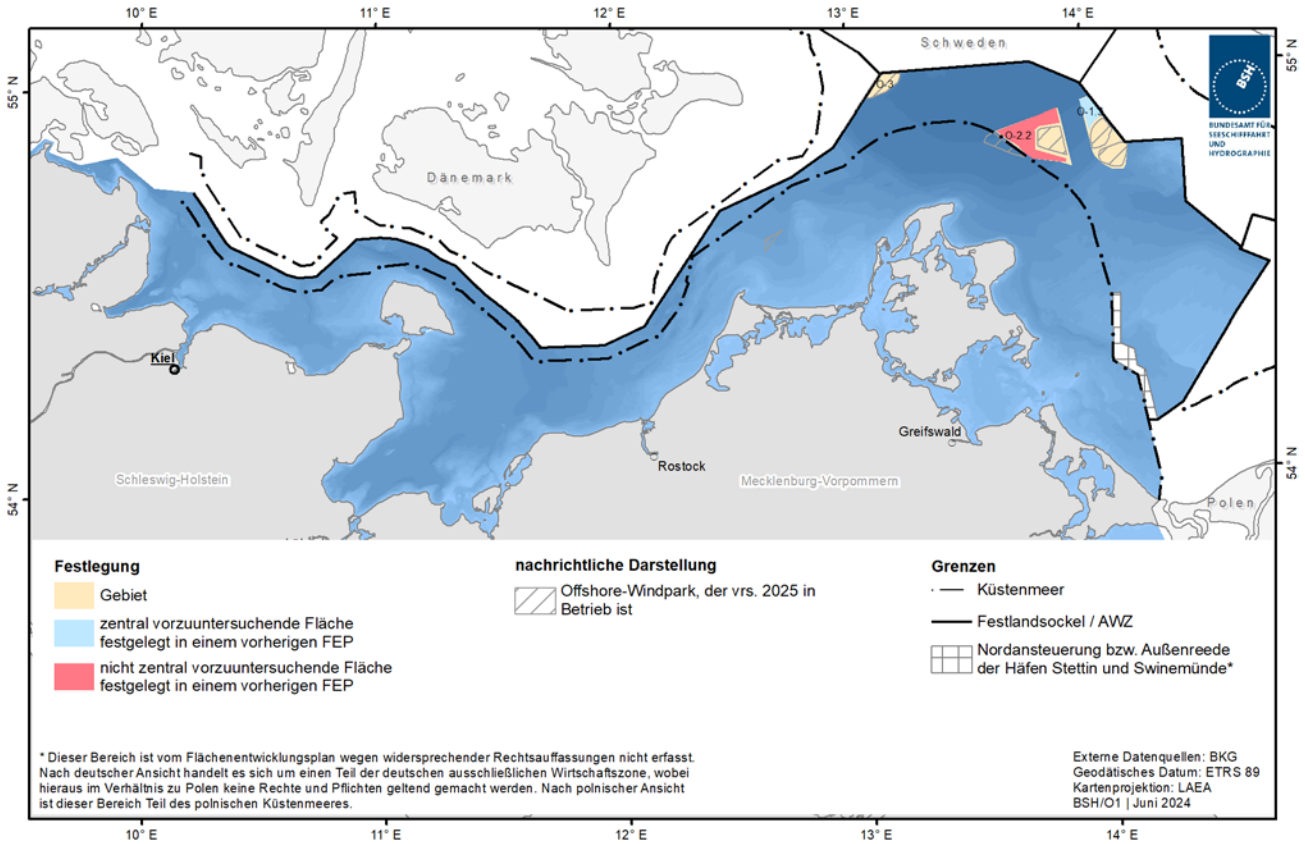 10° E 11° E 12° E 13° E 14° E
Schweden
55° N
55° N
BSH
BUNDESAMT FÜR
SEESCHIFFFAHRT
UND
HYDROGRAPHIE
O-3
O-1.3
O-2.2
Dänemark
Kiel
Greifswald
Rostock
Schleswig-Holstein
Mecklenburg-Vorpommern
Polen
54° N
54° N
Festlegung
Gebiet
zentral vorzuuntersuchende Fläche
festgelegt in einem vorherigen FEP
nicht zentral vorzuuntersuchende Fläche
festgelegt in einem vorherigen FEP
nachrichtliche Darstellung
Offshore-Windpark, der vrs. 2025 in
Betrieb ist
Grenzen
Küstenmeer
Festlandsockel / AWZ
Nordansteuerung bzw. Außenreede
der Häfen Stettin und Swinemünde*
* Dieser Bereich ist vom Flächenentwicklungsplan wegen widersprechender Rechtsauffassungen nicht erfasst.
Nach deutscher Ansicht handelt es sich um einen Teil der deutschen ausschließlichen Wirtschaftszone, wobei
hieraus im Verhältnis zu Polen keine Rechte und Pflichten geltend gemacht werden. Nach polnischer Ansicht
ist dieser Bereich Teil des polnischen Küstenmeeres.
Externe Datenquellen: BKG
Geodätisches Datum: ETRS 89
Kartenprojektion: LAEA
BSH/O1 | Juni 2024
10° E 11° E 12° E 13° E 14° E